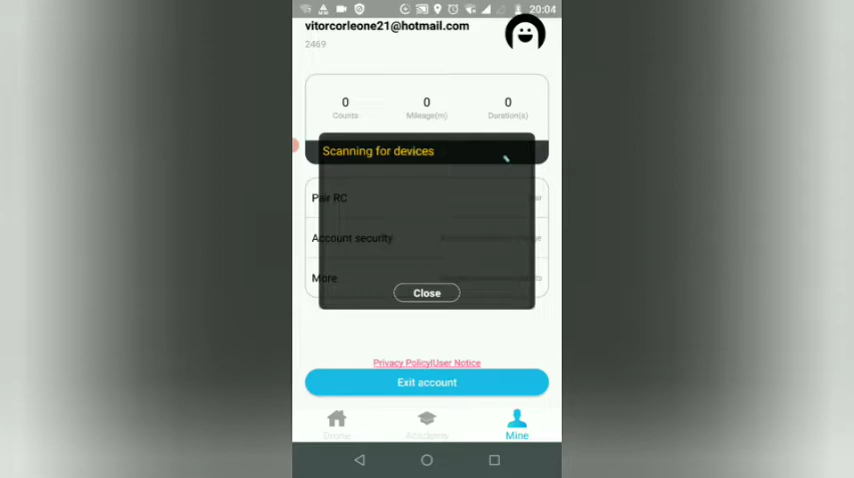 20:04
vitorcorleone21@hotmail.com
2469
0 0 0
Counts Mileage(m) Duration(s)
Scanning for devices
Pair RC
Account security
More
Close
Privacy Policy|User Notice
Exit account
Drone Academy Mine